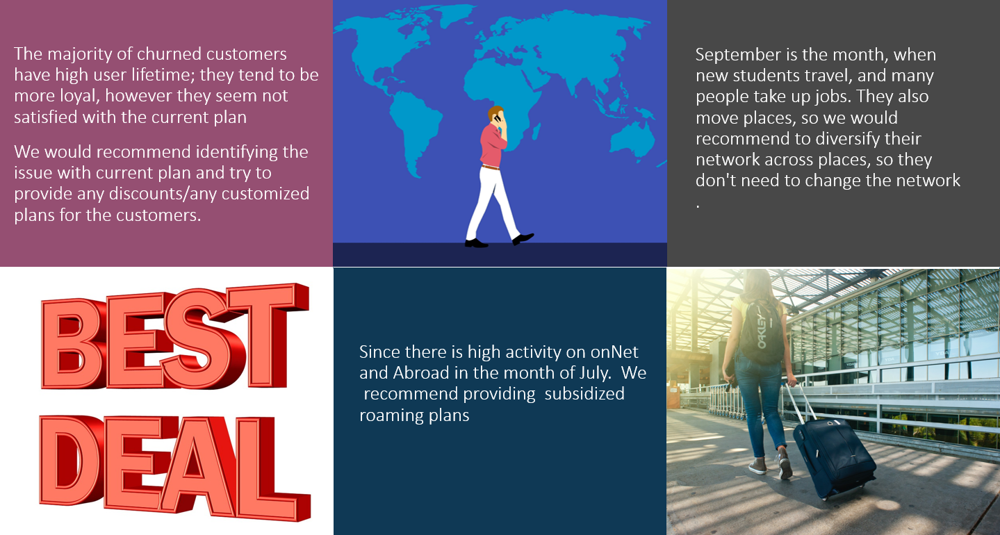 The majority of churned customers
have high user lifetime; they tend to be
more loyal, however they seem not
satisfied with the current plan
We would recommend identifying the
issue with current plan and try to
provide any discounts/any customized
plans for the customers.
September is the month, when
new students travel, and many
people take up jobs. They also
move places, so we would
recommend to diversify their
network across places, so they
don't need to change the network
.
BEST
DEAL
Since there is high activity on onNet
and Abroad in the month of July.  We
 recommend providing  subsidized
roaming plans